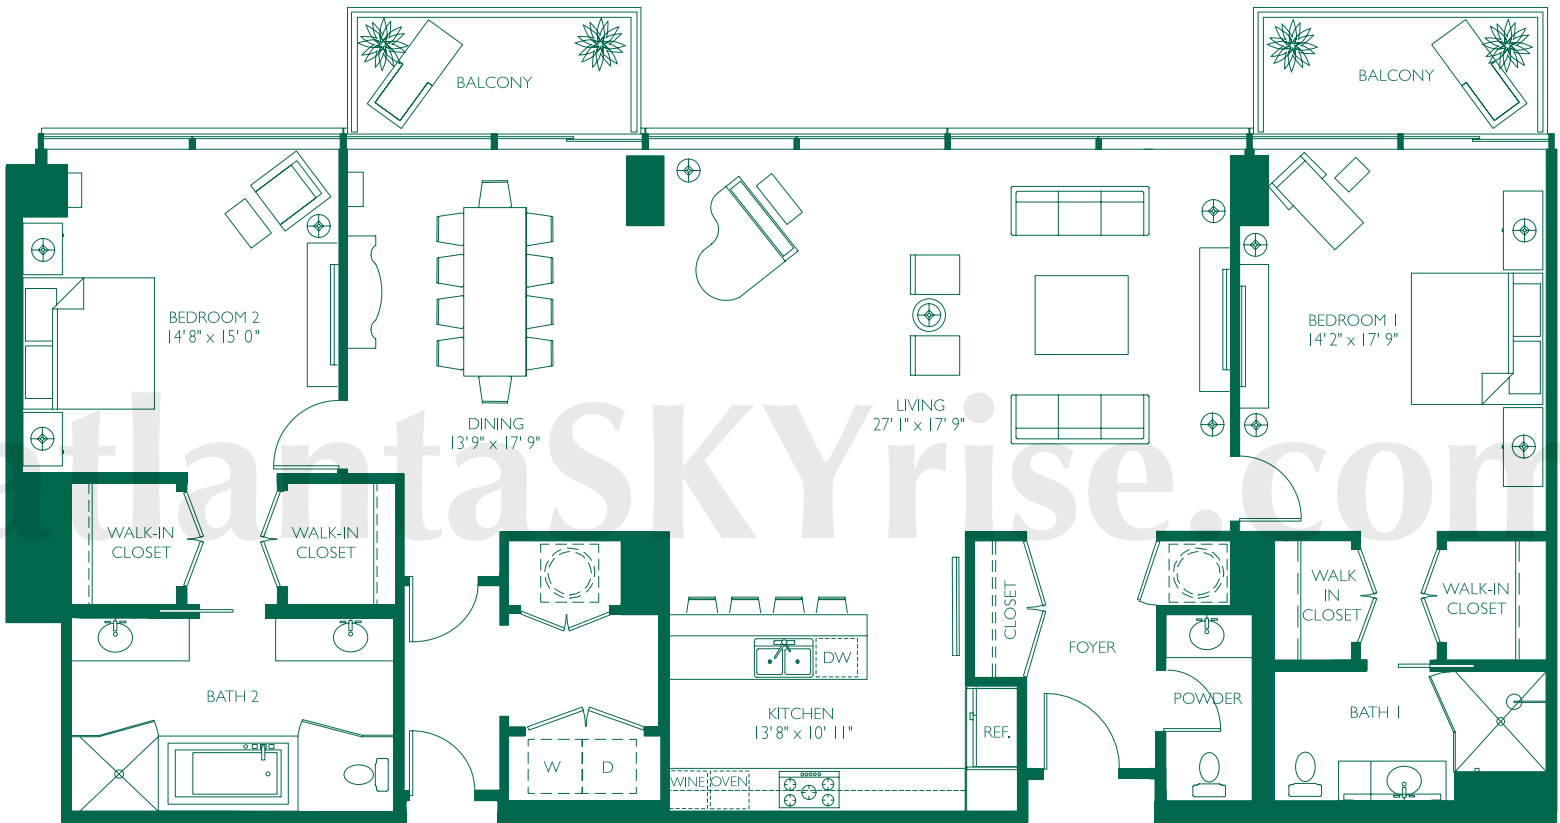 BALCONY
BALCONY
BEDROOM 2
14' 8" x 15' 0"
DINING
13' 9" x 17' 9"
LIVING
27' 1" x 17' 9"
BEDROOM 1
14' 2" x 17' 9"
atlantaSKYrise.com
WALK-IN
CLOSET
WALK-IN
CLOSET
CLOSET
WALK
IN
CLOSET
WALK-IN
CLOSET
FOYER
DW
BATH 2
KITCHEN
13' 8" x 10' 11"
REF.
POWDER
BATH 1
W
D
WINE
OVEN